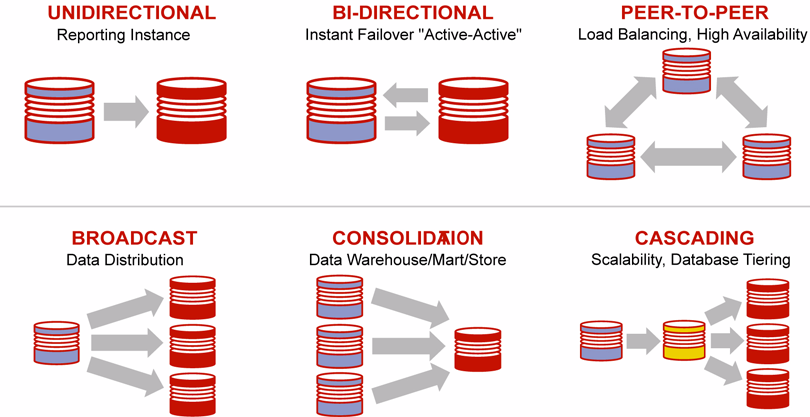 UNIDIRECTIONAL
Reporting Instance
BI-DIRECTIONAL
Instant Failover "Active-Active"
PEER-TO-PEER
Load Balancing, High Availability
BROADCAST
Data Distribution
CONSOLIDATION
Data Warehouse/Mart/Store
CASCADING
Scalability, Database Tiering